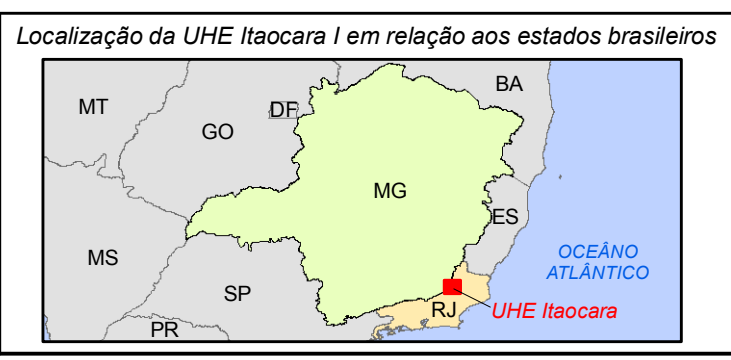 Localização da UHE Itaocara I em relação aos estados brasileiros
BA
MT
DF
GO
MG
ES
MS
OCEÂNO
ATLÂNTICO
SP
RJ
UHE Itaocara
PR